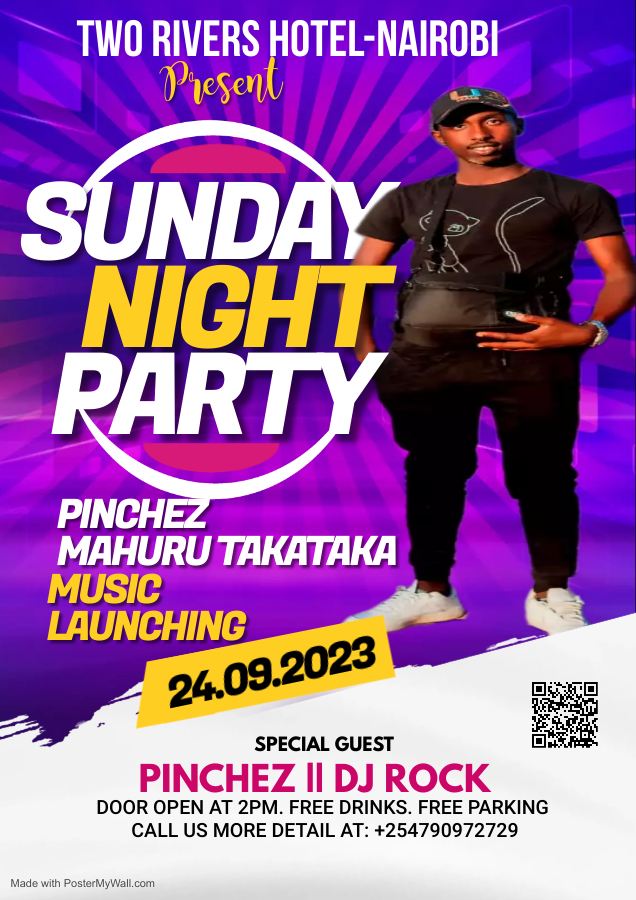 TWO RIVERS HOTEL-NAIROBI
Present
SUNDAY
NIGHT
PARTY
PINCHEZ
MAHURU TAKATAKA
MUSIC
LAUNCHING
24.09.2023
SPECIAL GUEST
PINCHEZ || DJ ROCK
DOOR OPEN AT 2PM. FREE DRINKS. FREE PARKING
CALL US MORE DETAIL AT: +254790972729
Made with PosterMyWall.com